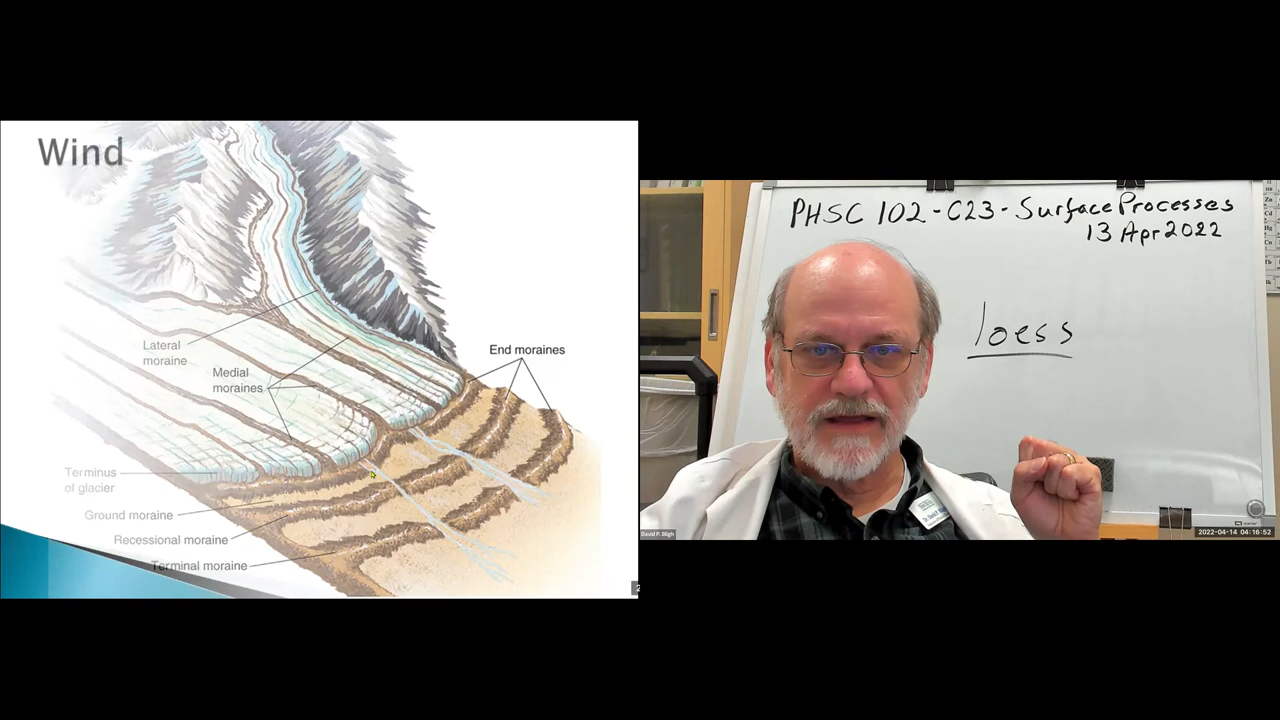 Wind
Lateral
moraine
Medial
moraines
End moraines
Terminus
of glacier
Ground moraine
Recessional moraine
Terminal moraine
2
PHSC 102 - C23 - Surface Processes
13 Apr 2022
loess
David P. Bligh
2022-04-14 04:16:52